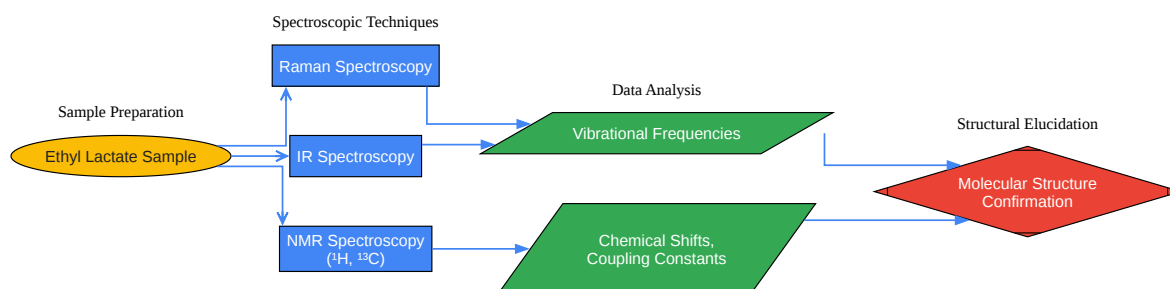 Spectroscopic Techniques
Raman Spectroscopy
Data Analysis
Sample Preparation
Structural Elucidation
Vibrational Frequencies
Ethyl Lactate Sample
IR Spectroscopy
Molecular Structure
Confirmation
NMR Spectroscopy
(¹H, ¹³C)
Chemical Shifts,
Coupling Constants